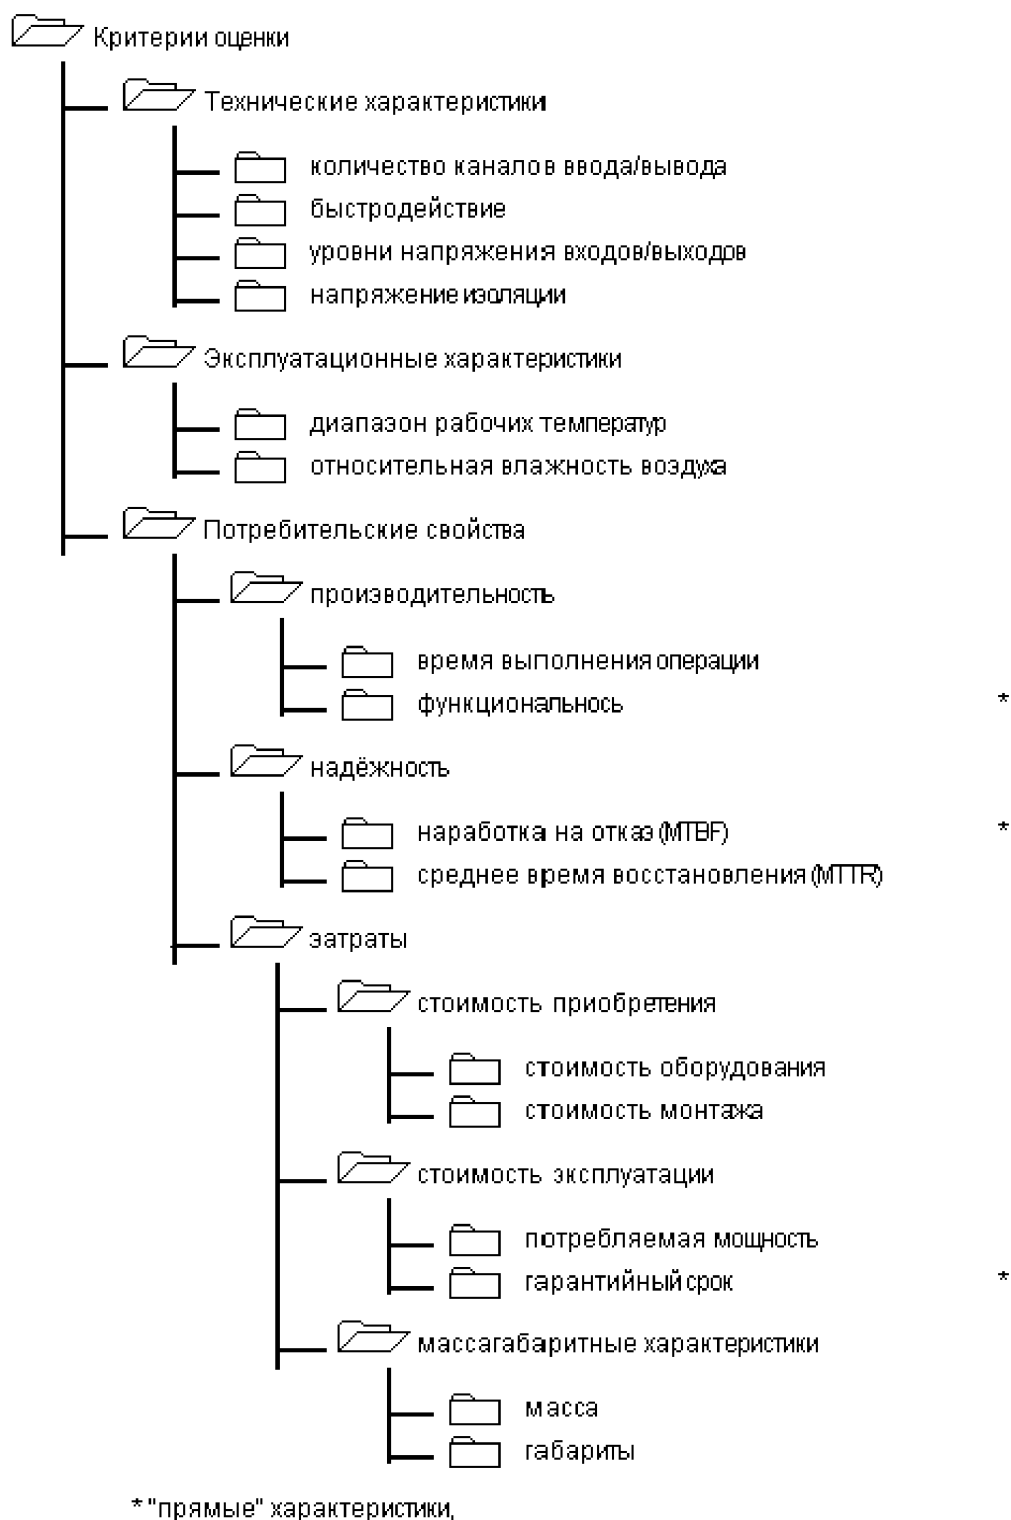 Критерии оценки
Технические характеристики
количество каналов ввода/вывода
быстродействие
уровни напряжения входов/выходов
напряжение изоляции
Эксплуатационные характеристики
диапазон рабочих температур
относительная влажность воздуха
Потребительские свойства
производительность
время выполнения операции
функциональнось *
надёжность
наработка на отказ (MTBF) *
среднее время восстановления (MTTR)
затраты
стоимость приобретения
стоимость оборудования
стоимость монтажа
стоимость эксплуатации
потребляемая мощность
гарантийный срок *
массагабаритные характеристики
масса
габариты
* "прямые" характеристики,